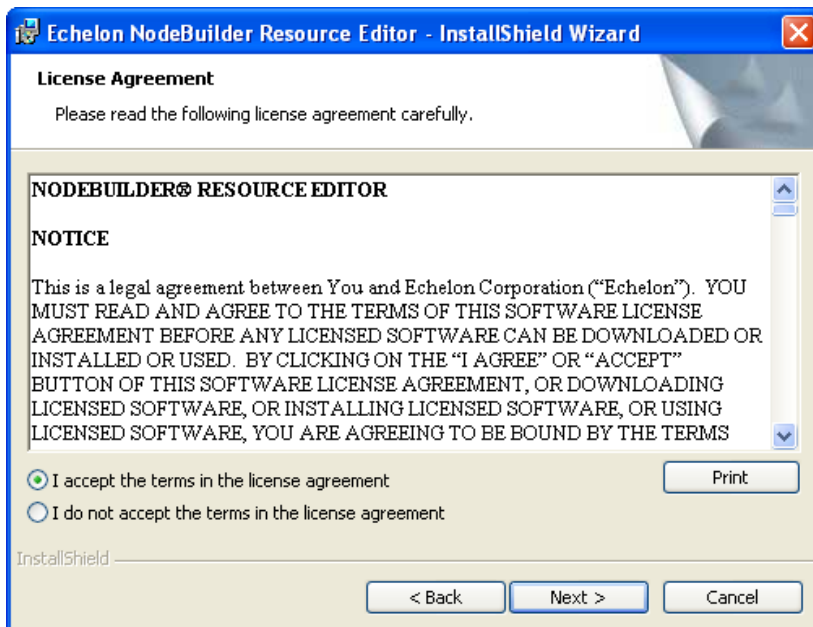 Echelon NodeBuilder Resource Editor - InstallShield Wizard
License Agreement
Please read the following license agreement carefully.
NODEBUILDER® RESOURCE EDITOR
NOTICE
This is a legal agreement between You and Echelon Corporation (“Echelon”).  YOU
MUST READ AND AGREE TO THE TERMS OF THIS SOFTWARE LICENSE
AGREEMENT BEFORE ANY LICENSED SOFTWARE CAN BE DOWNLOADED OR
INSTALLED OR USED.  BY CLICKING ON THE “I AGREE” OR “ACCEPT”
BUTTON OF THIS SOFTWARE LICENSE AGREEMENT, OR DOWNLOADING
LICENSED SOFTWARE, OR INSTALLING LICENSED SOFTWARE, OR USING
LICENSED SOFTWARE, YOU ARE AGREEING TO BE BOUND BY THE TERMS
I accept the terms in the license agreement
Print
I do not accept the terms in the license agreement
InstallShield
< Back
Next >
Cancel